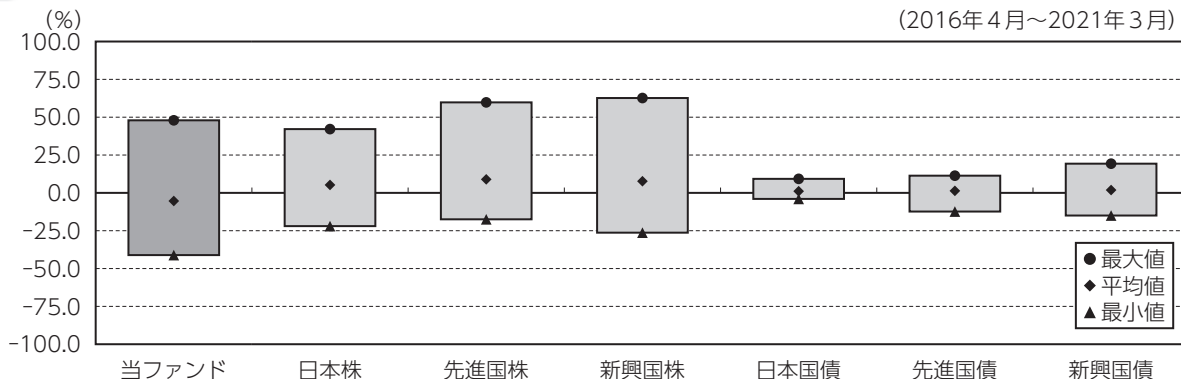 (%)
(2016年4月～2021年3月)
100.0
75.0
50.0
25.0
0.0
-25.0
-50.0
-75.0
-100.0
●最大値
◆平均値
▲最小値
当ファンド 日本株 先進国株 新興国株 日本国債 先進国債 新興国債